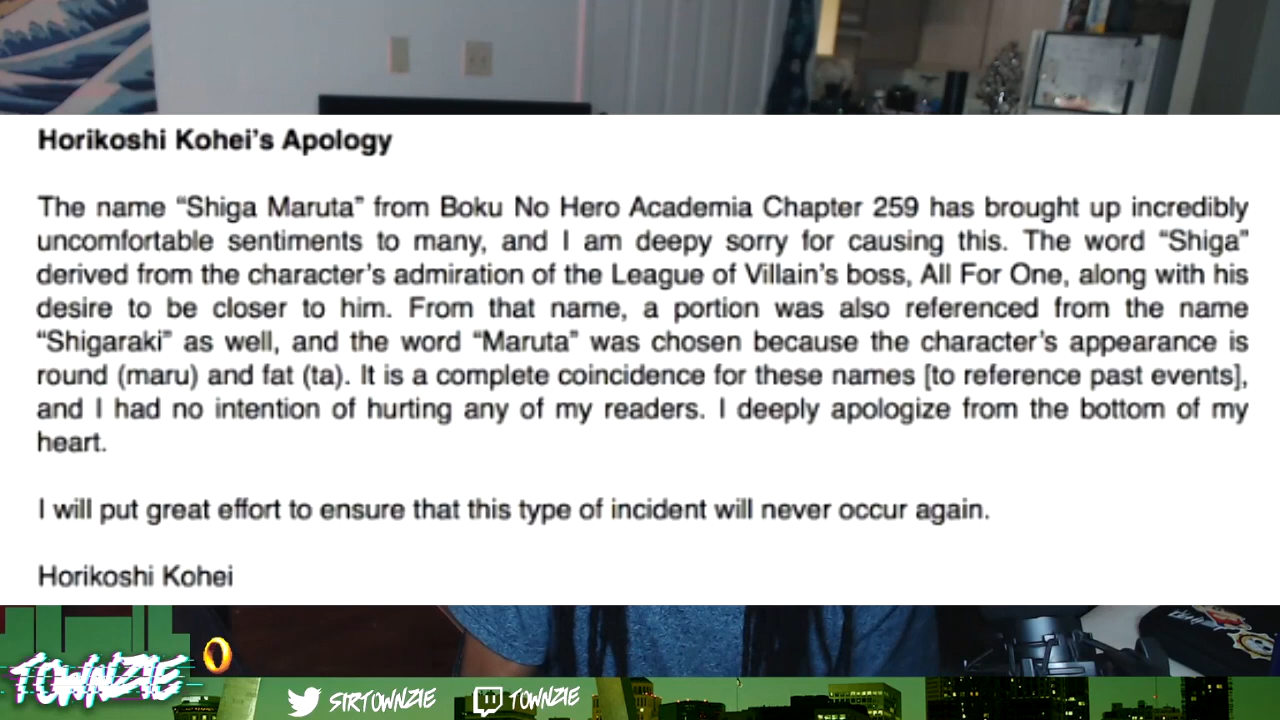 Horikoshi Kohei's Apology
The name “Shiga Maruta” from Boku No Hero Academia Chapter 259 has brought up incredibly
uncomfortable sentiments to many, and I am deepy sorry for causing this. The word “Shiga”
derived from the character's admiration of the League of Villain's boss, All For One, along with his
desire to be closer to him. From that name, a portion was also referenced from the name
“Shigaraki” as well, and the word “Maruta” was chosen because the character's appearance is
round (maru) and fat (ta). It is a complete coincidence for these names [to reference past events],
and I had no intention of hurting any of my readers. I deeply apologize from the bottom of my
heart.
I will put great effort to ensure that this type of incident will never occur again.
Horikoshi Kohei
TOWNZIE
SIRTOWNZIE
TOWNZIE